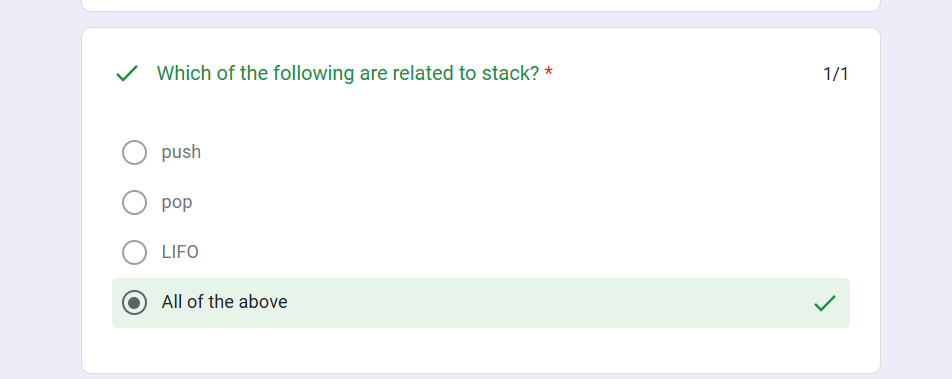 Which of the following are related to stack? * 1/1
push
pop
LIFO
All of the above